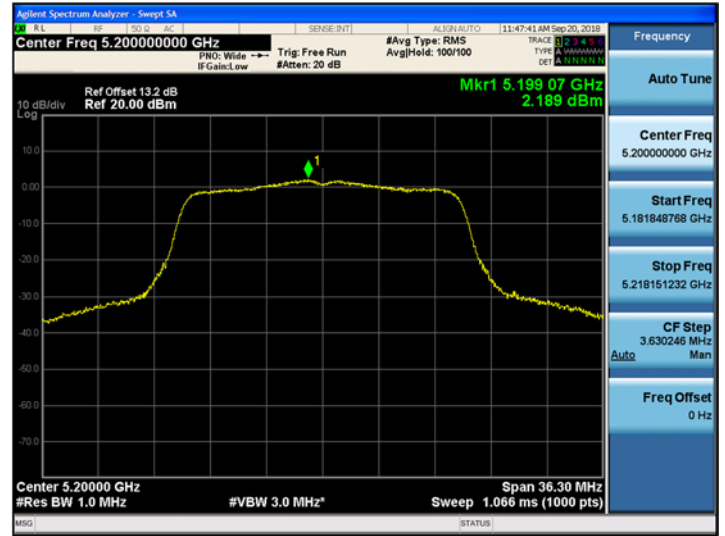 Agilent Spectrum Analyzer - Swept SA
RL RF 50 Ω AC SENSE:INT ALIGN AUTO 11:47:41 AM Sep 20, 2018
Center Freq 5.200000000 GHz
PNO: Wide
IFGain:Low
Trig: Free Run
#Atten: 20 dB
#Avg Type: RMS
Avg|Hold: 100/100
TRACE 1 2 3 4 5 6
TYPE A
DET A N N N N N
Ref Offset 13.2 dB
Ref 20.00 dBm
10 dB/div
Log
Mkr1 5.199 07 GHz
2.189 dBm
1
10.0
0.00
-10.0
-20.0
-30.0
-40.0
-50.0
-60.0
-70.0
Center 5.20000 GHz
#Res BW 1.0 MHz
#VBW 3.0 MHz*
Span 36.30 MHz
Sweep 1.066 ms (1000 pts)
MSG
STATUS
Frequency
Auto Tune
Center Freq
5.200000000 GHz
Start Freq
5.181848768 GHz
Stop Freq
5.218151232 GHz
CF Step
3.630246 MHz
Auto Man
Freq Offset
0 Hz